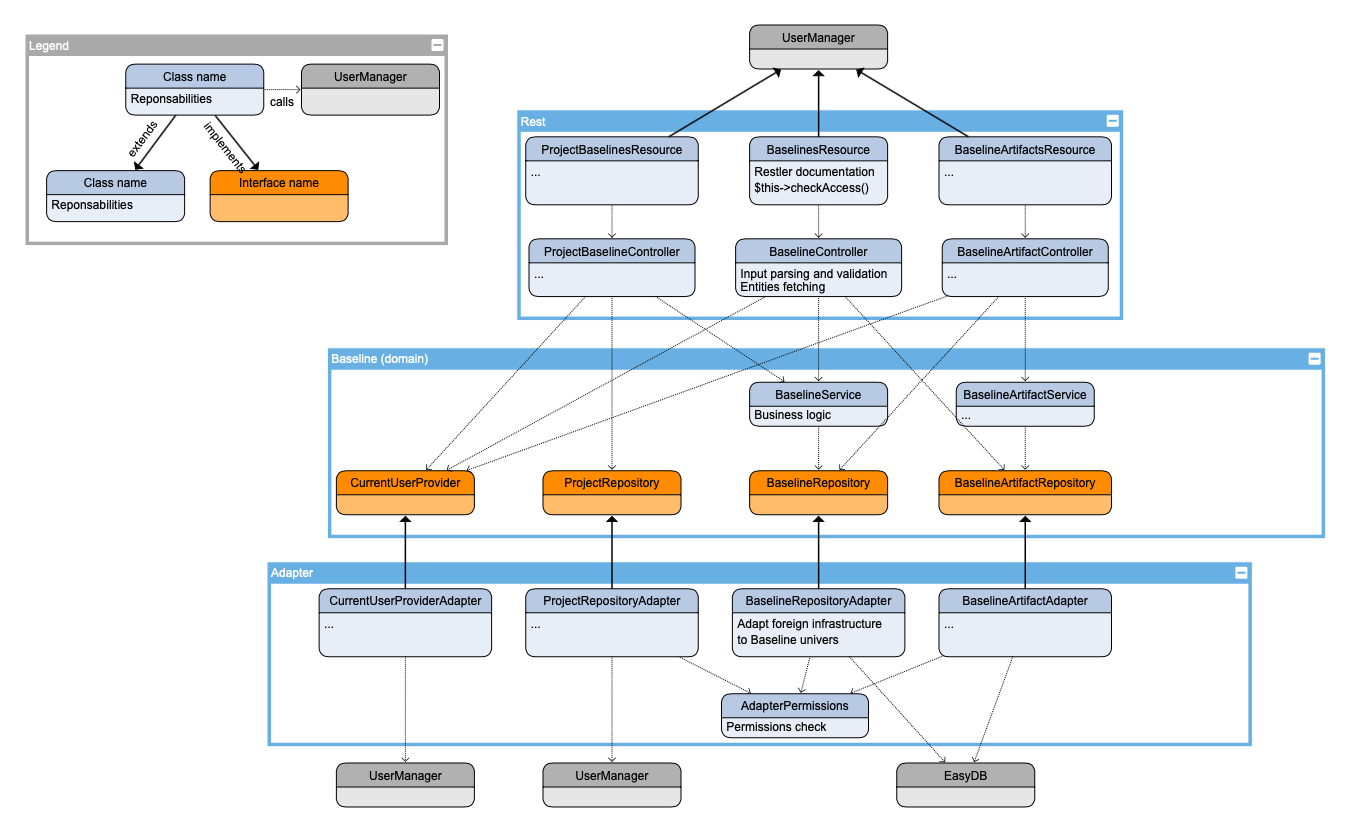 UserManager
Legend
Class name
Reponsabilities
UserManager
calls
extends
implements
Class name
Reponsabilities
Interface name
Rest
ProjectBaselinesResource
...
BaselinesResource
Restler documentation
$this->checkAccess()
BaselineArtifactsResource
...
ProjectBaselineController
...
BaselineController
Input parsing and validation
Entities fetching
BaselineArtifactController
...
Baseline (domain)
BaselineService
Business logic
BaselineArtifactService
...
CurrentUserProvider
ProjectRepository
BaselineRepository
BaselineArtifactRepository
Adapter
CurrentUserProviderAdapter
...
ProjectRepositoryAdapter
...
BaselineRepositoryAdapter
Adapt foreign infrastructure
to Baseline univers
BaselineArtifactAdapter
...
AdapterPermissions
Permissions check
UserManager
UserManager
EasyDB